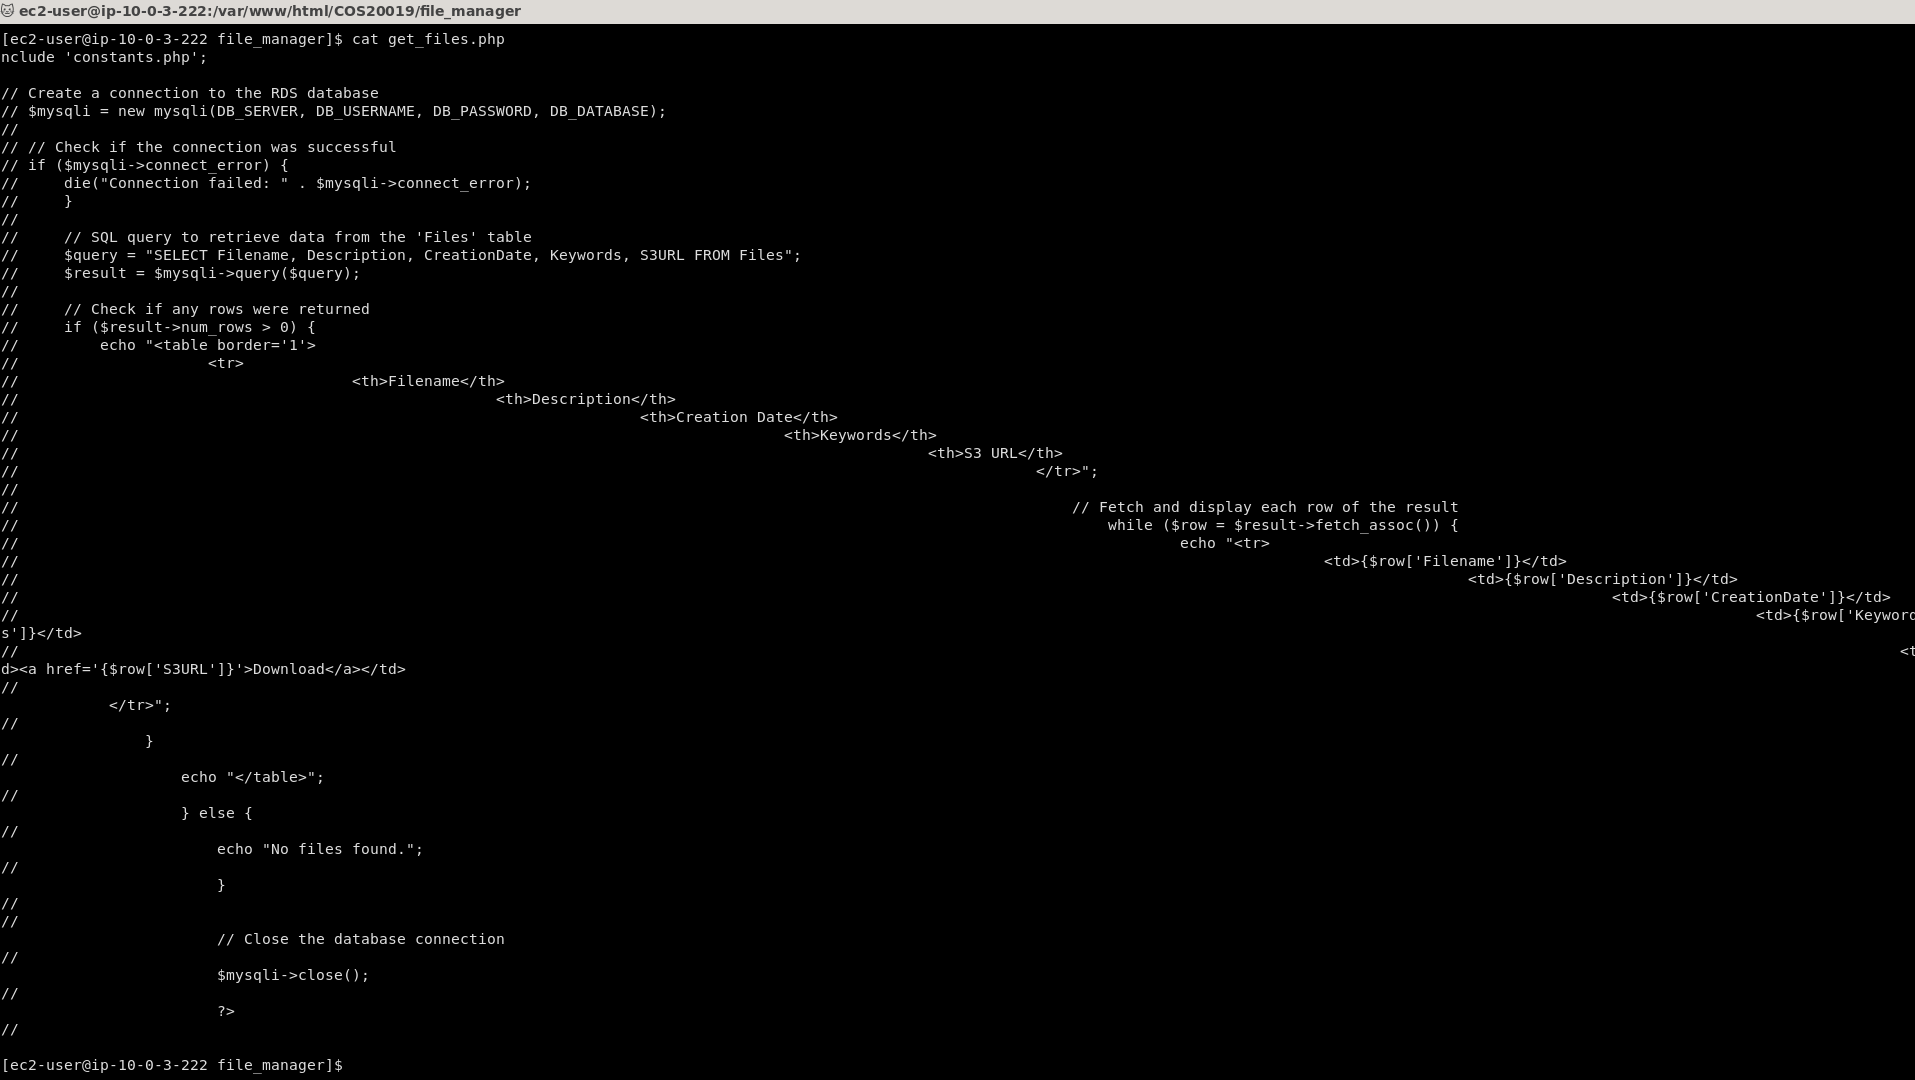 ec2-user@ip-10-0-3-222:/var/www/html/COS20019/file_manager
[ec2-user@ip-10-0-3-222 file_manager]$ cat get_files.php
nclude 'constants.php';
// Create a connection to the RDS database
// $mysqli = new mysqli(DB_SERVER, DB_USERNAME, DB_PASSWORD, DB_DATABASE);
//
// // Check if the connection was successful
// if ($mysqli->connect_error) {
//     die("Connection failed: " . $mysqli->connect_error);
//     }
//
//     // SQL query to retrieve data from the 'Files' table
//     $query = "SELECT Filename, Description, CreationDate, Keywords, S3URL FROM Files";
//     $result = $mysqli->query($query);
//
//     // Check if any rows were returned
//     if ($result->num_rows > 0) {
//         echo "<table border='1'>
//                     <tr>
//                                     <th>Filename</th>
//                                                     <th>Description</th>
//                                                                     <th>Creation Date</th>
//                                                                                     <th>Keywords</th>
//                                                                                                     <th>S3 URL</th>
//                                                                                                                 </tr>";
//
//                                                                                                                     // Fetch and display each row of the result
//                                                                                                                         while ($row = $result->fetch_assoc()) {
//                                                                                                                                 echo "<tr>
//                                                                                                                                                 <td>{$row['Filename']}</td>
//                                                                                                                                                                 <td>{$row['Description']}</td>
//                                                                                                                                                                                 <td>{$row['CreationDate']}</td>
//                                                                                                                                                                                                 <td>{$row['Keyword
s']}</td>
//                                                                                                                                                                                                                 <t
d><a href='{$row['S3URL']}'>Download</a></td>
//
            </tr>";
//
                }
//
                    echo "</table>";
//
                    } else {
//
                        echo "No files found.";
//
                        }
//
//
                        // Close the database connection
//
                        $mysqli->close();
//
                        ?>
//
[ec2-user@ip-10-0-3-222 file_manager]$